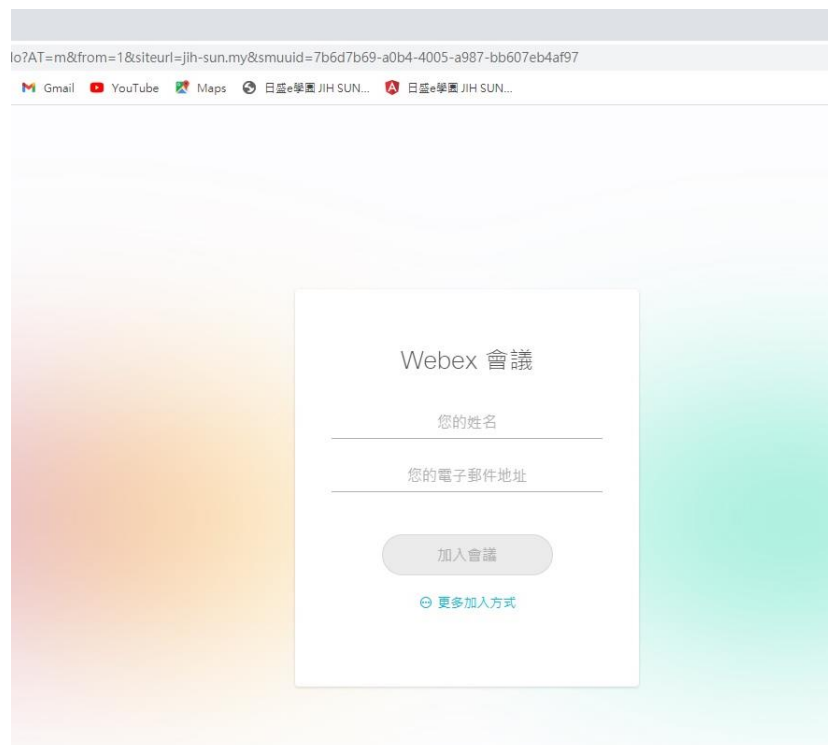 lo?AT=m&from=1&siteurl=jih-sun.my&smuuid=7b6d7b69-a0b4-4005-a987-bb607eb4af97
Gmail YouTube Maps 日盛e學園 JIH SUN... 日盛e學園 JIH SUN...
Webex 會議
您的姓名
您的電子郵件地址
加入會議
更多加入方式